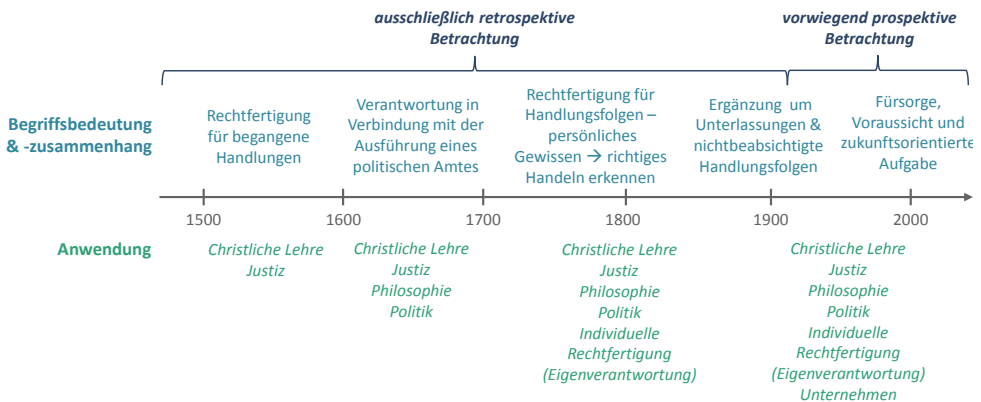 ausschließlich retrospektive
Betrachtung
vorwiegend prospektive
Betrachtung
Begriffsbedeutung
& -zusammenhang
Rechtfertigung
für begangene
Handlungen
Verantwortung in
Verbindung mit der
Ausführung eines
politischen Amtes
Rechtfertigung für
Handlungsfolgen –
persönliches
Gewissen → richtiges
Handeln erkennen
Ergänzung um
Unterlassungen &
nichtbeabsichtigte
Handlungsfolgen
Fürsorge,
Voraussicht und
zukunftsorientierte
Aufgabe
1500
1600
1700
1800
1900
2000
Anwendung
Christliche Lehre
Justiz
Christliche Lehre
Justiz
Philosophie
Politik
Christliche Lehre
Justiz
Philosophie
Politik
Individuelle
Rechtfertigung
(Eigenverantwortung)
Christliche Lehre
Justiz
Philosophie
Politik
Individuelle
Rechtfertigung
(Eigenverantwortung)
Unternehmen